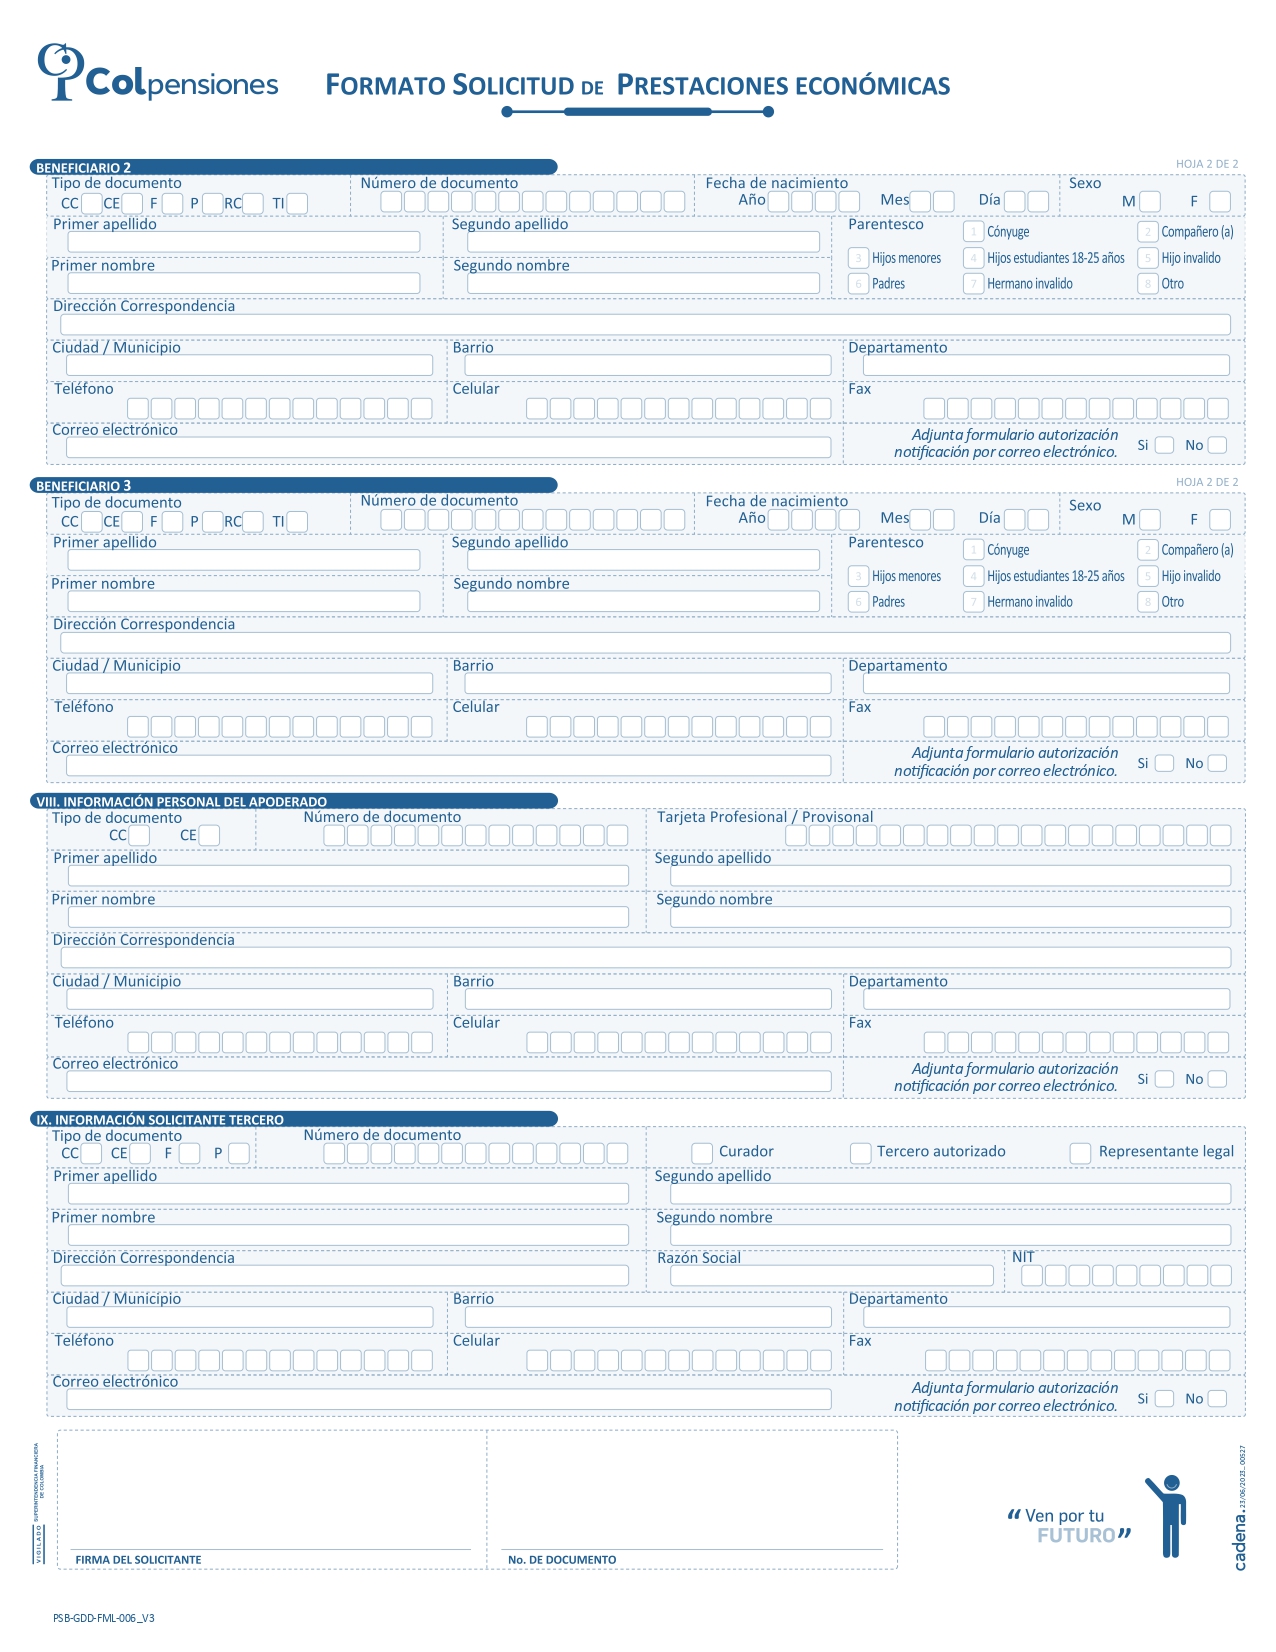 Colpensiones
FORMATO SOLICITUD DE PRESTACIONES ECONÓMICAS
BENEFICIARIO 2
HOJA 2 DE 2
Tipo de documento Número de documento Fecha de nacimiento Sexo
CC CE F P RC TI Año Mes Día M F
Primer apellido Segundo apellido Parentesco 1 Cónyuge 2 Compañero (a)
3 Hijos menores 4 Hijos estudiantes 18-25 años 5 Hijo invalido
Primer nombre Segundo nombre
6 Padres 7 Hermano invalido 8 Otro
Dirección Correspondencia
Ciudad / Municipio Barrio Departamento
Teléfono Celular Fax
Correo electrónico
Adjunta formulario autorización
notificación por correo electrónico. Si No
BENEFICIARIO 3
HOJA 2 DE 2
Tipo de documento Número de documento Fecha de nacimiento Sexo
CC CE F P RC TI Año Mes Día M F
Primer apellido Segundo apellido Parentesco 1 Cónyuge 2 Compañero (a)
3 Hijos menores 4 Hijos estudiantes 18-25 años 5 Hijo invalido
Primer nombre Segundo nombre
6 Padres 7 Hermano invalido 8 Otro
Dirección Correspondencia
Ciudad / Municipio Barrio Departamento
Teléfono Celular Fax
Correo electrónico
Adjunta formulario autorización
notificación por correo electrónico. Si No
VIII. INFORMACIÓN PERSONAL DEL APODERADO
Tipo de documento Número de documento Tarjeta Profesional / Provisonal
CC CE
Primer apellido Segundo apellido
Primer nombre Segundo nombre
Dirección Correspondencia
Ciudad / Municipio Barrio Departamento
Teléfono Celular Fax
Correo electrónico
Adjunta formulario autorización
notificación por correo electrónico. Si No
IX. INFORMACIÓN SOLICITANTE TERCERO
Tipo de documento Número de documento
CC CE F P Curador Tercero autorizado Representante legal
Primer apellido Segundo apellido
Primer nombre Segundo nombre
Dirección Correspondencia Razón Social NIT
Ciudad / Municipio Barrio Departamento
Teléfono Celular Fax
Correo electrónico
Adjunta formulario autorización
notificación por correo electrónico. Si No
VIGILADO SUPERINTENDENCIA FINANCIERA
DE COLOMBIA
FIRMA DEL SOLICITANTE No. DE DOCUMENTO
“ Ven por tu
FUTURO”
cadena. 23/06/2023_00527
PSB-GDD-FML-006_V3